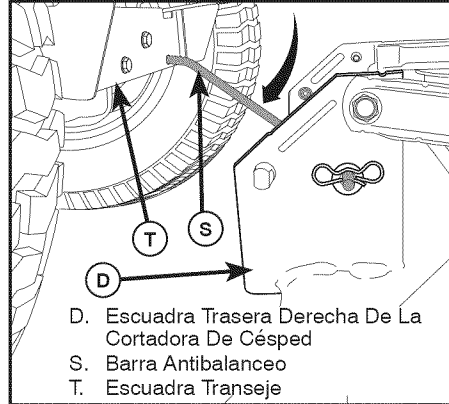 T
S
D
D. Escuadra Trasera Derecha De La
Cortadora De Césped
S. Barra Antibalanceo
T. Escuadra Transeje